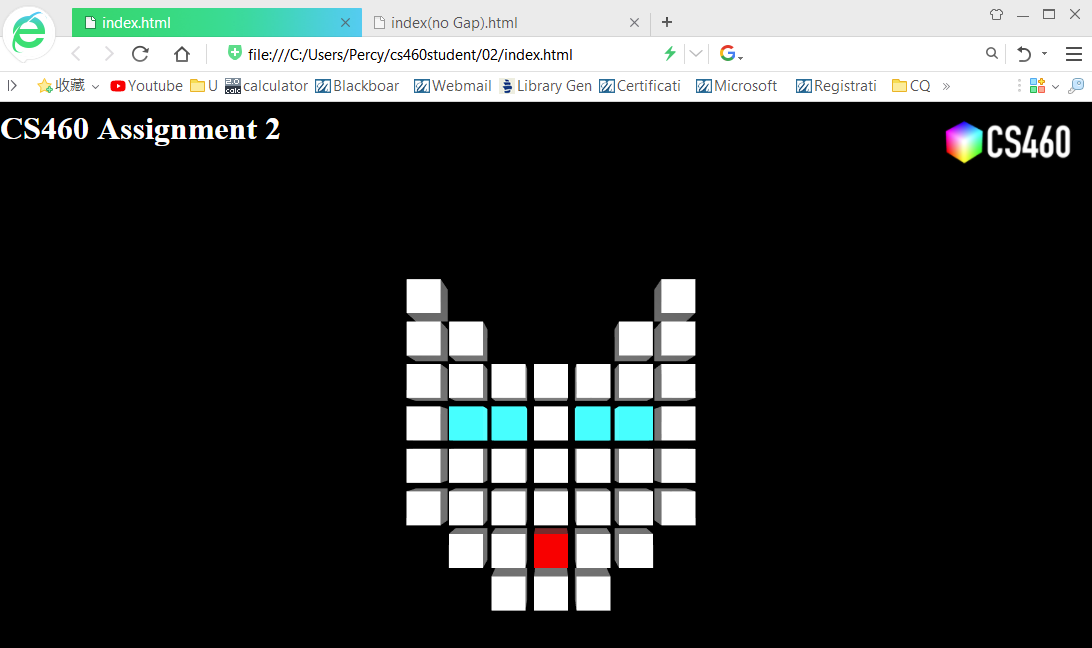 index.html
index(no Gap).html
file:///C:/Users/Percy/cs460student/02/index.html
收藏 Youtube U calculator Blackboar Webmail Library Gen Certificati Microsoft Registrati CQ »
CS460 Assignment 2
CS460